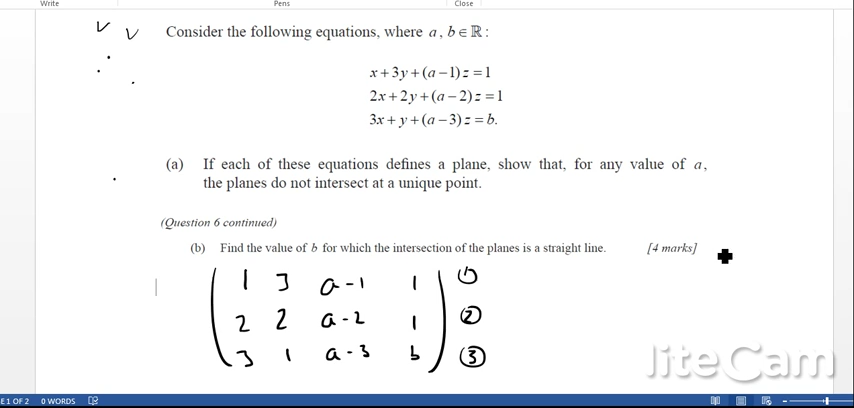 Write Pens Close
Consider the following equations, where a, b ∈ ℝ:
x + 3y + (a − 1)z = 1
2x + 2y + (a − 2)z = 1
3x + y + (a − 3)z = b.
(a) If each of these equations defines a plane, show that, for any value of a,
the planes do not intersect at a unique point.
(Question 6 continued)
(b) Find the value of b for which the intersection of the planes is a straight line. [4 marks]
1 3 a-1 1 ①
2 2 a-2 1 ②
3 1 a-3 b ③
liteCam
E 1 OF 2 0 WORDS